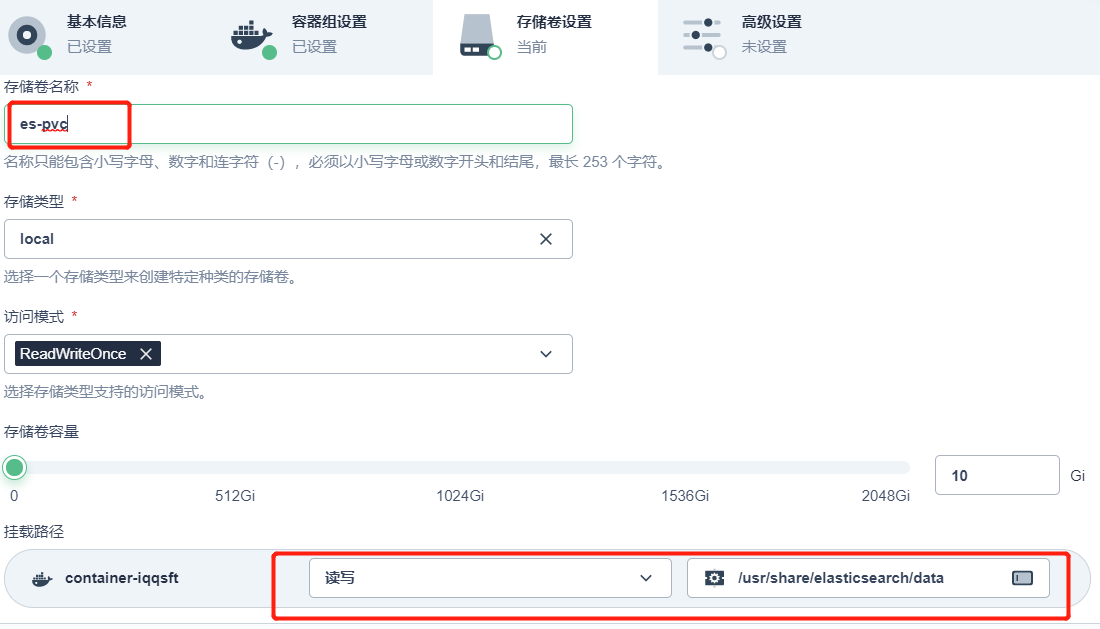 基本信息
已设置
容器组设置
已设置
存储卷设置
当前
高级设置
未设置
存储卷名称 *
es-pvc
名称只能包含小写字母、数字和连字符（-），必须以小写字母或数字开头和结尾，最长 253 个字符。
存储类型 *
local
选择一个存储类型来创建特定种类的存储卷。
访问模式 *
ReadWriteOnce
选择存储类型支持的访问模式。
存储卷容量
0 512Gi 1024Gi 1536Gi 2048Gi
10 Gi
挂载路径
container-iqqsft 读写 /usr/share/elasticsearch/data